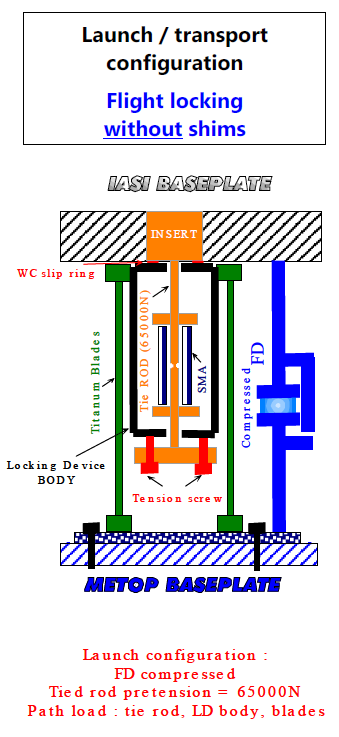 Launch / transport
configuration
Flight locking
without shims
IASI BASEPLATE
INSERT
WC slip ring
Tie ROD (65000N)
FD
Titanum Blades
SMA
Compressed
Locking Device
BODY
Tension screw
METOP BASEPLATE
Launch configuration :
FD compressed
Tied rod pretension = 65000N
Path load : tie rod, LD body, blades